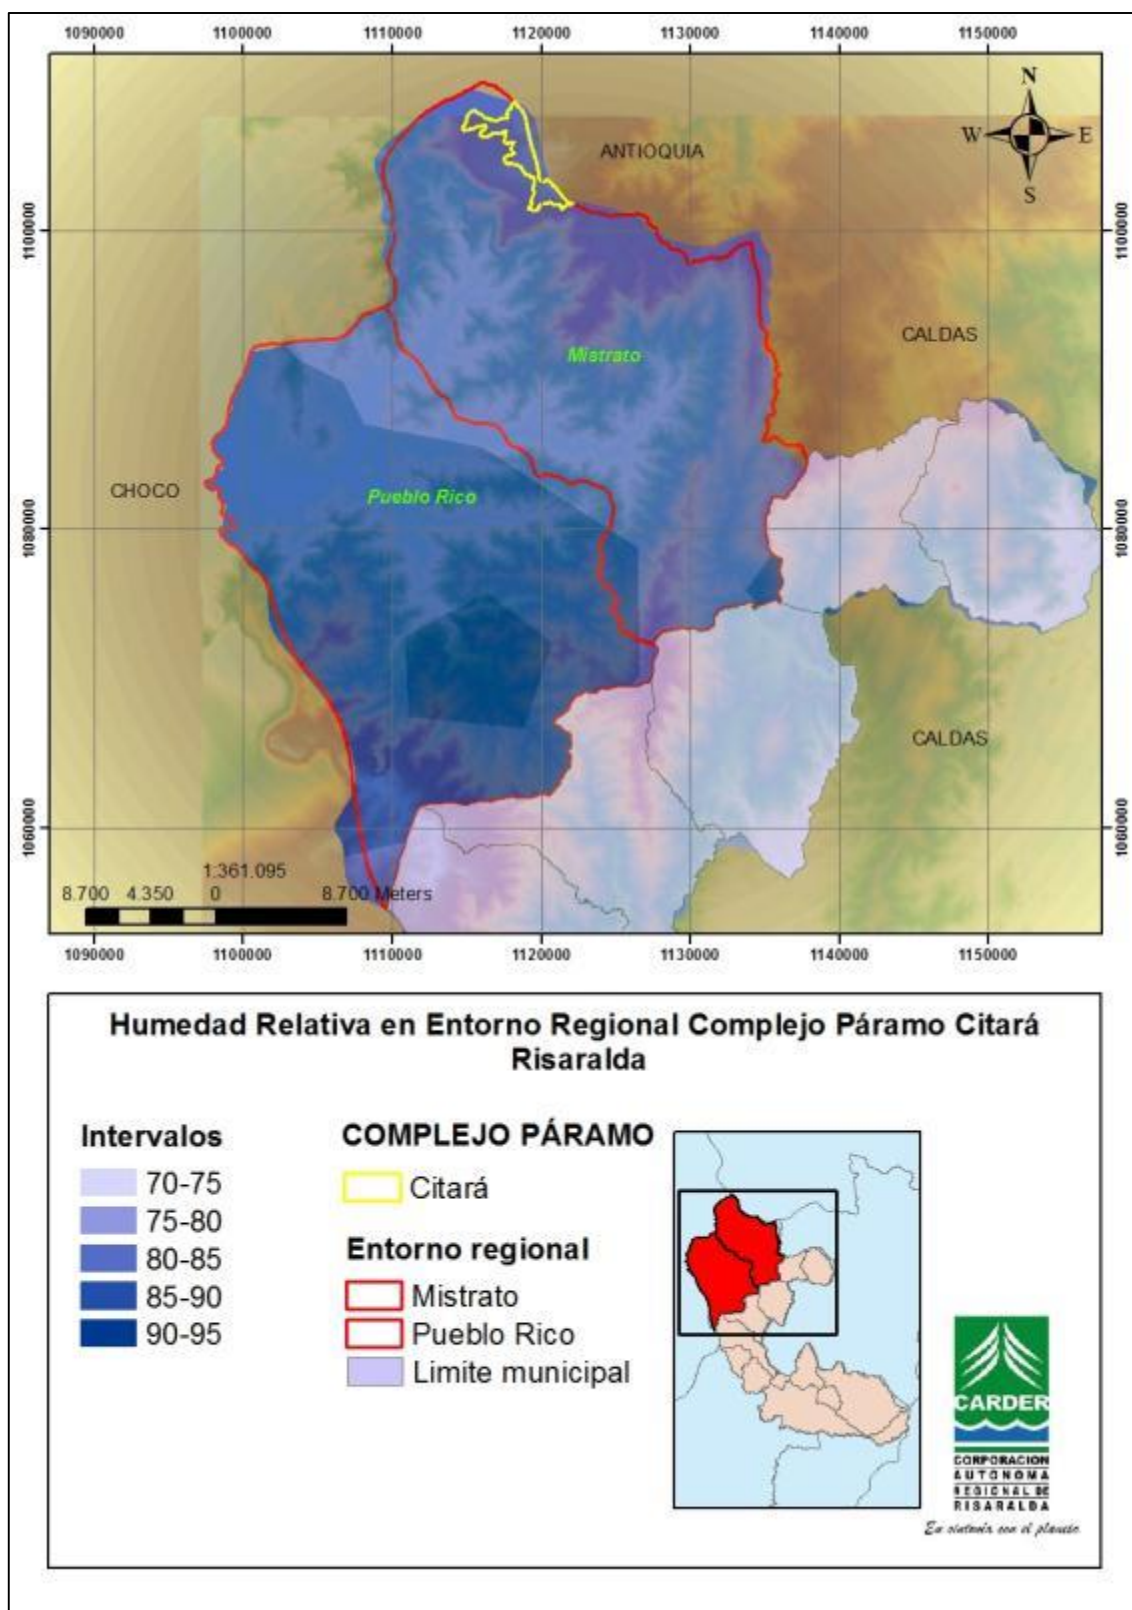 1090000 1100000 1110000 1120000 1130000 1140000 1150000
N
W E
S
ANTIOQUIA
1100000 1100000
CALDAS
Mistrato
CHOCO
Pueblo Rico
1080000 1080000
CALDAS
1060000 1060000
1:361.095
8.700 4.350 0 8.700 Meters
1090000 1100000 1110000 1120000 1130000 1140000 1150000
Humedad Relativa en Entorno Regional Complejo Páramo Citará
Risaralda
Intervalos
70-75
75-80
80-85
85-90
90-95
COMPLEJO PÁRAMO
Citará
Entorno regional
Mistrato
Pueblo Rico
Limite municipal
CARDER
CORPORACION
AUTONOMA
REGIONAL DE
RISARALDA
En sintonía con el planeta